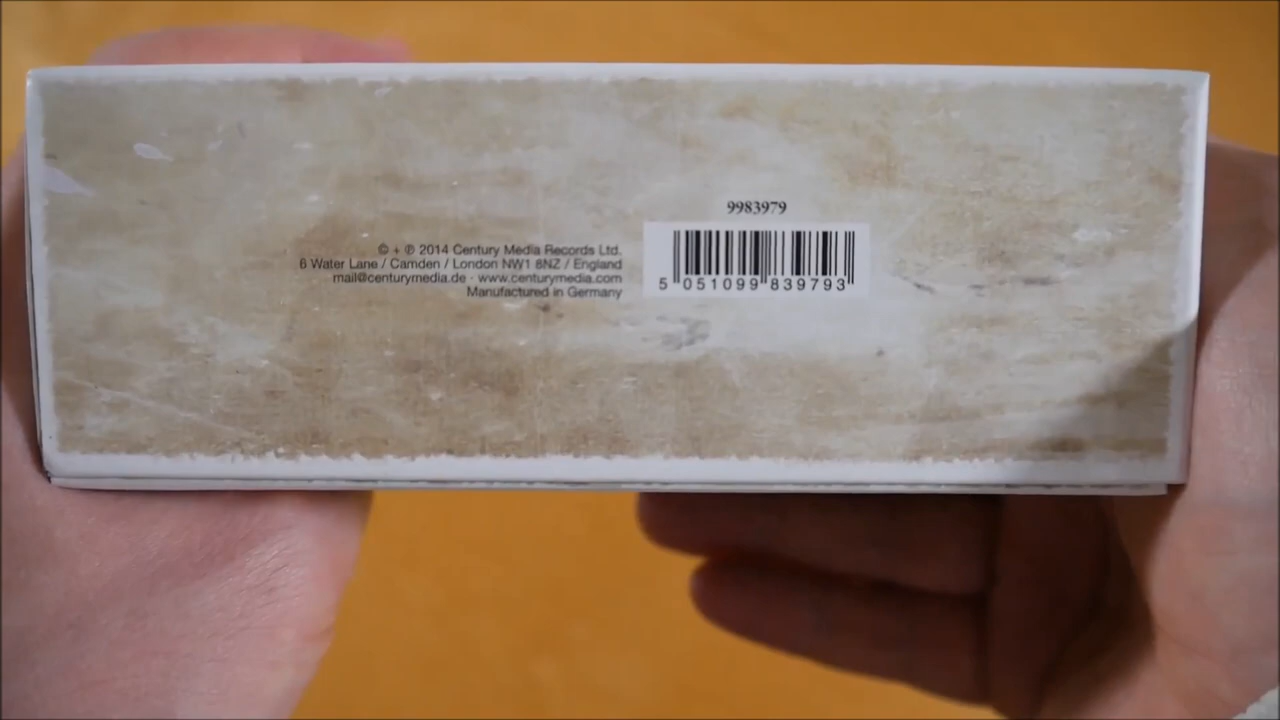 9983979
© + ℗ 2014 Century Media Records Ltd.
6 Water Lane / Camden / London NW1 8NZ / England
mail@centurymedia.de · www.centurymedia.com
Manufactured in Germany
5 051099 839793